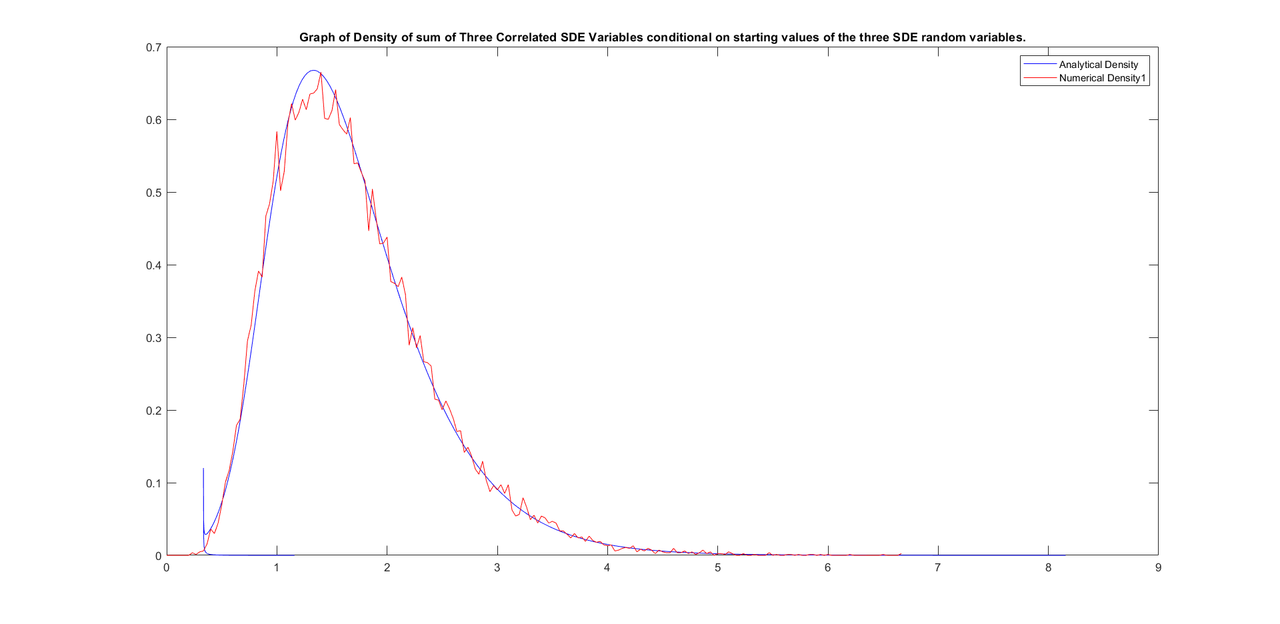 Graph of Density of sum of Three Correlated SDE Variables conditional on starting values of the three SDE random variables.
0.7
Analytical Density
Numerical Density1
0.6
0.5
0.4
0.3
0.2
0.1
0
0 1 2 3 4 5 6 7 8 9